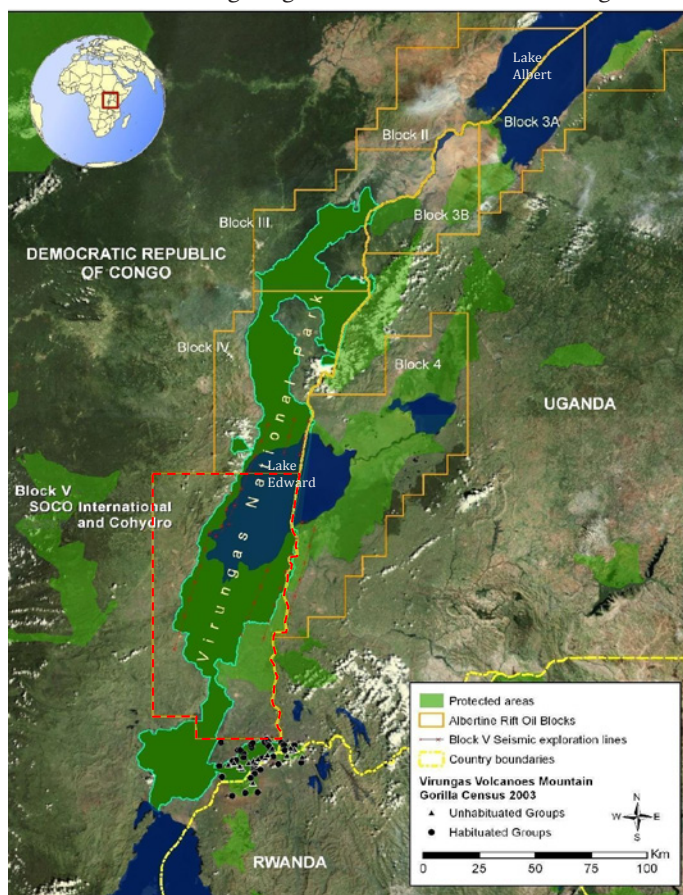 Lake
Albert
Block 3A
Block II
Block 3B
Block III
DEMOCRATIC REPUBLIC
OF CONGO
Virungas National Park
Block IV
Block 4
UGANDA
Lake
Edward
Block V
SOCO International
and Cohydro
Protected areas
Albertine Rift Oil Blocks
Block V Seismic exploration lines
Country boundaries
Virungas Volcanoes Mountain
Gorilla Census 2003
Unhabituated Groups
Habituated Groups
N
W E
S
Km
0 25 50 75 100
RWANDA